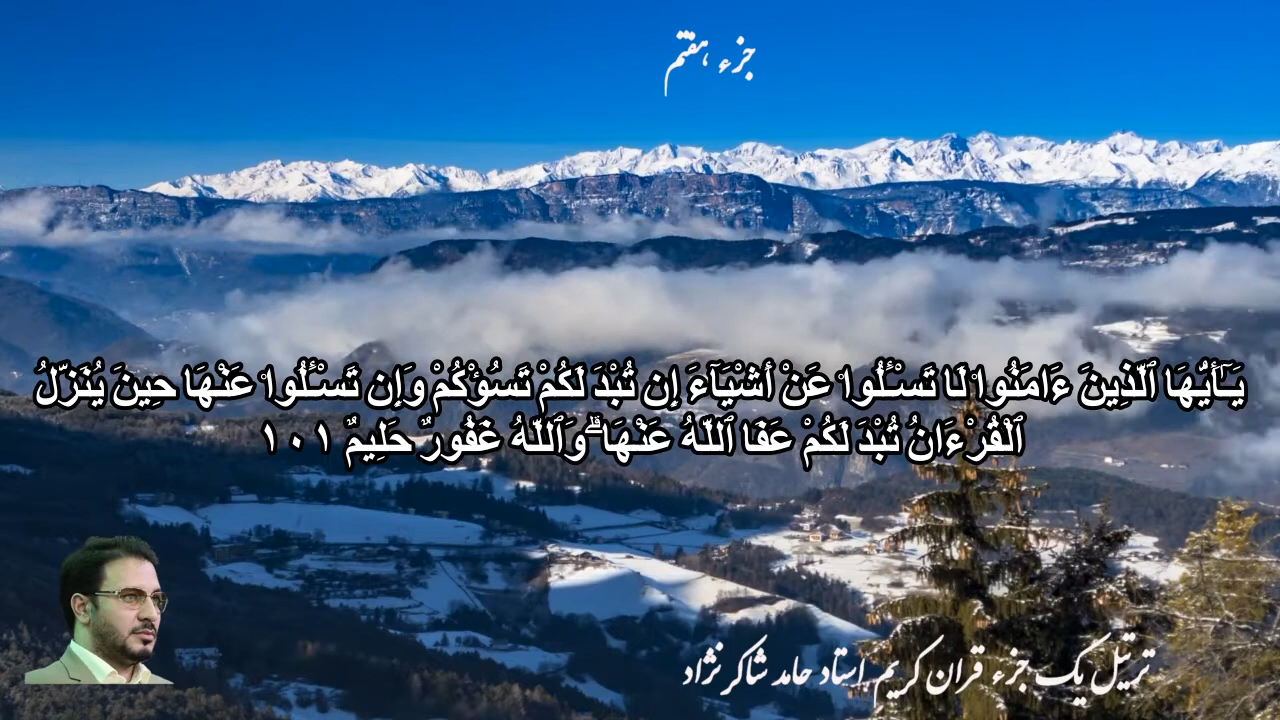 جزء هفتم
يَـٰٓأَيُّهَا ٱلَّذِينَ ءَامَنُوا۟ لَا تَسْـَٔلُوا۟ عَنْ أَشْيَآءَ إِن تُبْدَ لَكُمْ تَسُؤْكُمْ وَإِن تَسْـَٔلُوا۟ عَنْهَا حِينَ يُنَزَّلُ
ٱلْقُرْءَانُ تُبْدَ لَكُمْ عَفَا ٱللَّهُ عَنْهَا ۗ وَٱللَّهُ غَفُورٌ حَلِيمٌ ١٠١
ترتیل یک جزء قران کریم استاد حامد شاکرنژاد